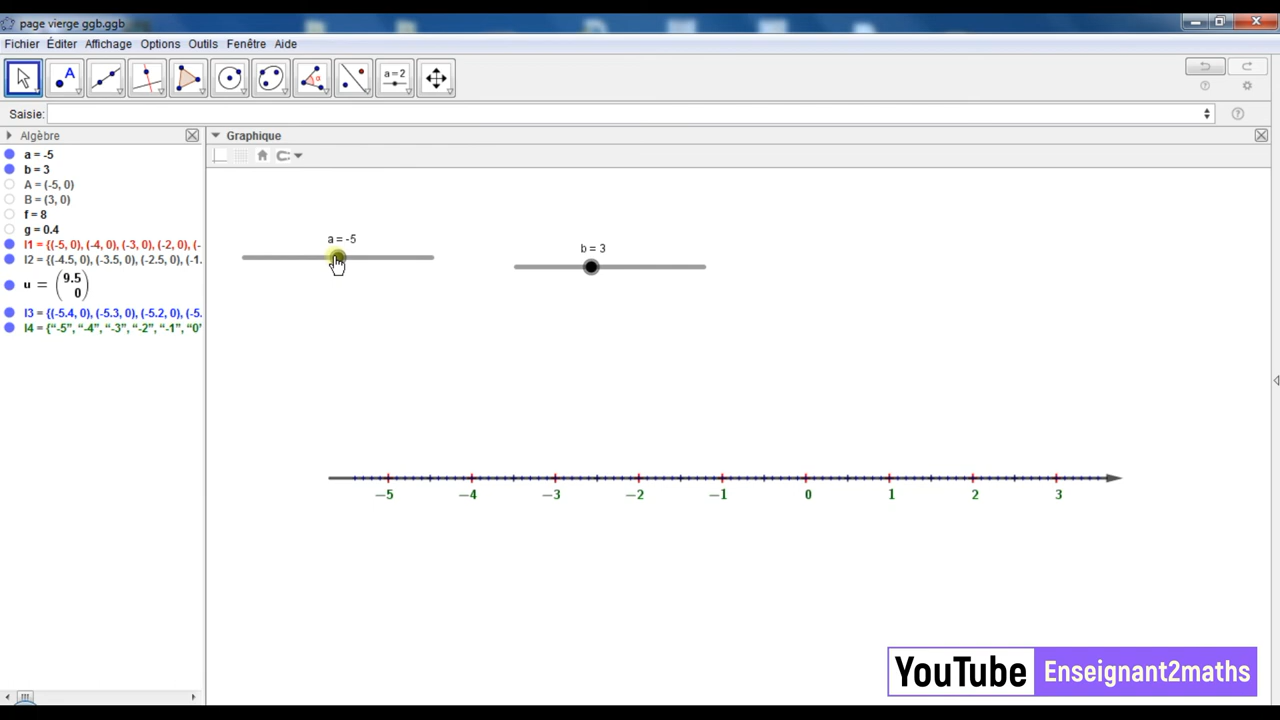 page vierge ggb.ggb
Fichier Éditer Affichage Options Outils Fenêtre Aide
A
α
a = 2
Saisie:
Algèbre
Graphique
a = -5
b = 3
A = (-5, 0)
B = (3, 0)
f = 8
g = 0.4
l1 = {(-5, 0), (-4, 0), (-3, 0), (-2, 0), (-
l2 = {(-4.5, 0), (-3.5, 0), (-2.5, 0), (-1.
u = (9.5
0)
l3 = {(-5.4, 0), (-5.3, 0), (-5.2, 0), (-5.
l4 = {“-5”, “-4”, “-3”, “-2”, “-1”, “0”
a = -5
b = 3
−5 −4 −3 −2 −1 0 1 2 3
YouTube Enseignant2maths